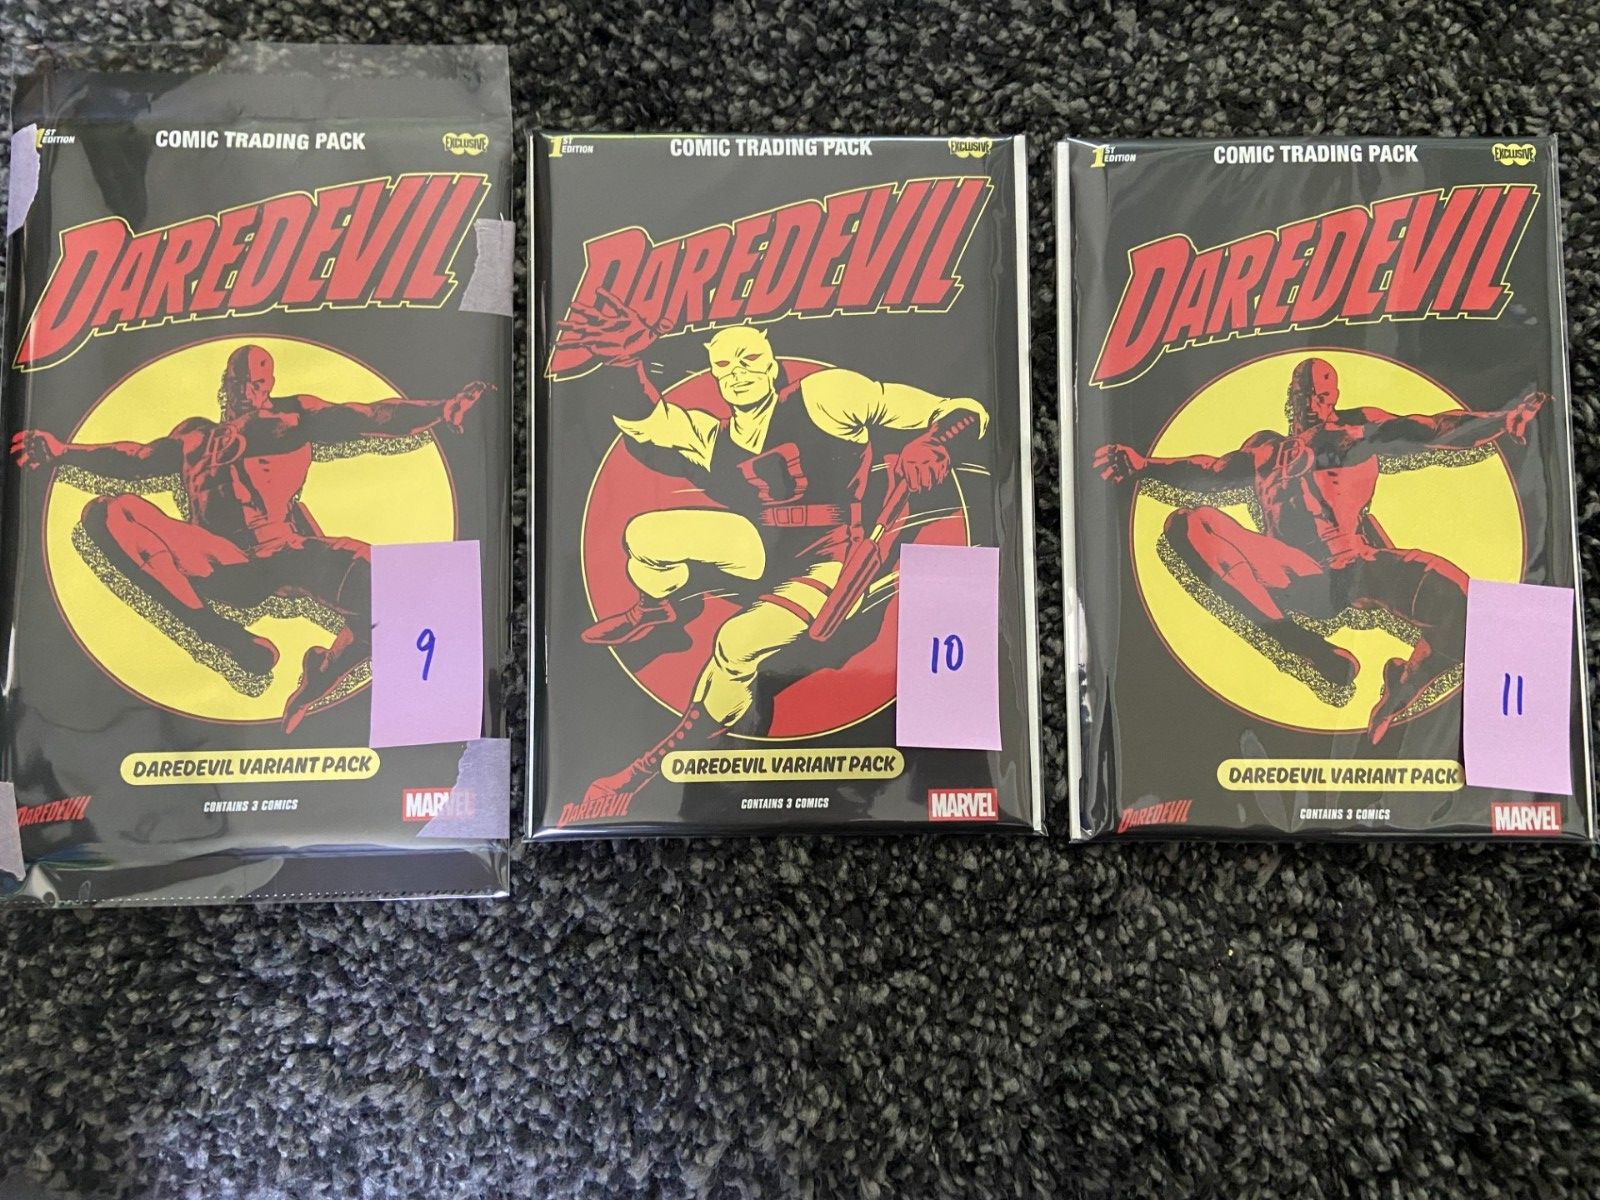 1ST EDITION
COMIC TRADING PACK
EXCLUSIVE
DAREDEVIL
9
DAREDEVIL VARIANT PACK
CONTAINS 3 COMICS
DAREDEVIL
MARVEL
1ST EDITION
COMIC TRADING PACK
EXCLUSIVE
DAREDEVIL
10
DAREDEVIL VARIANT PACK
CONTAINS 3 COMICS
DAREDEVIL
MARVEL
1ST EDITION
COMIC TRADING PACK
EXCLUSIVE
DAREDEVIL
DD
11
DAREDEVIL VARIANT PACK
CONTAINS 3 COMICS
DAREDEVIL
MARVEL